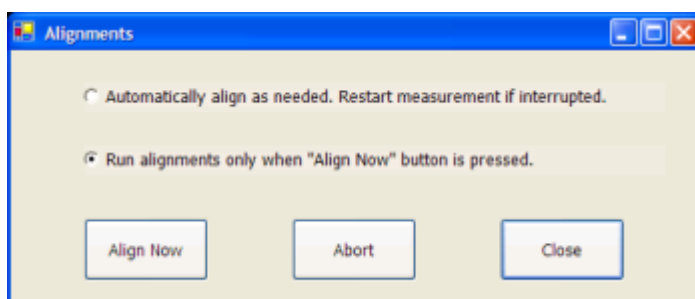 Alignments
Automatically align as needed. Restart measurement if interrupted.
Run alignments only when "Align Now" button is pressed.
Align Now Abort Close